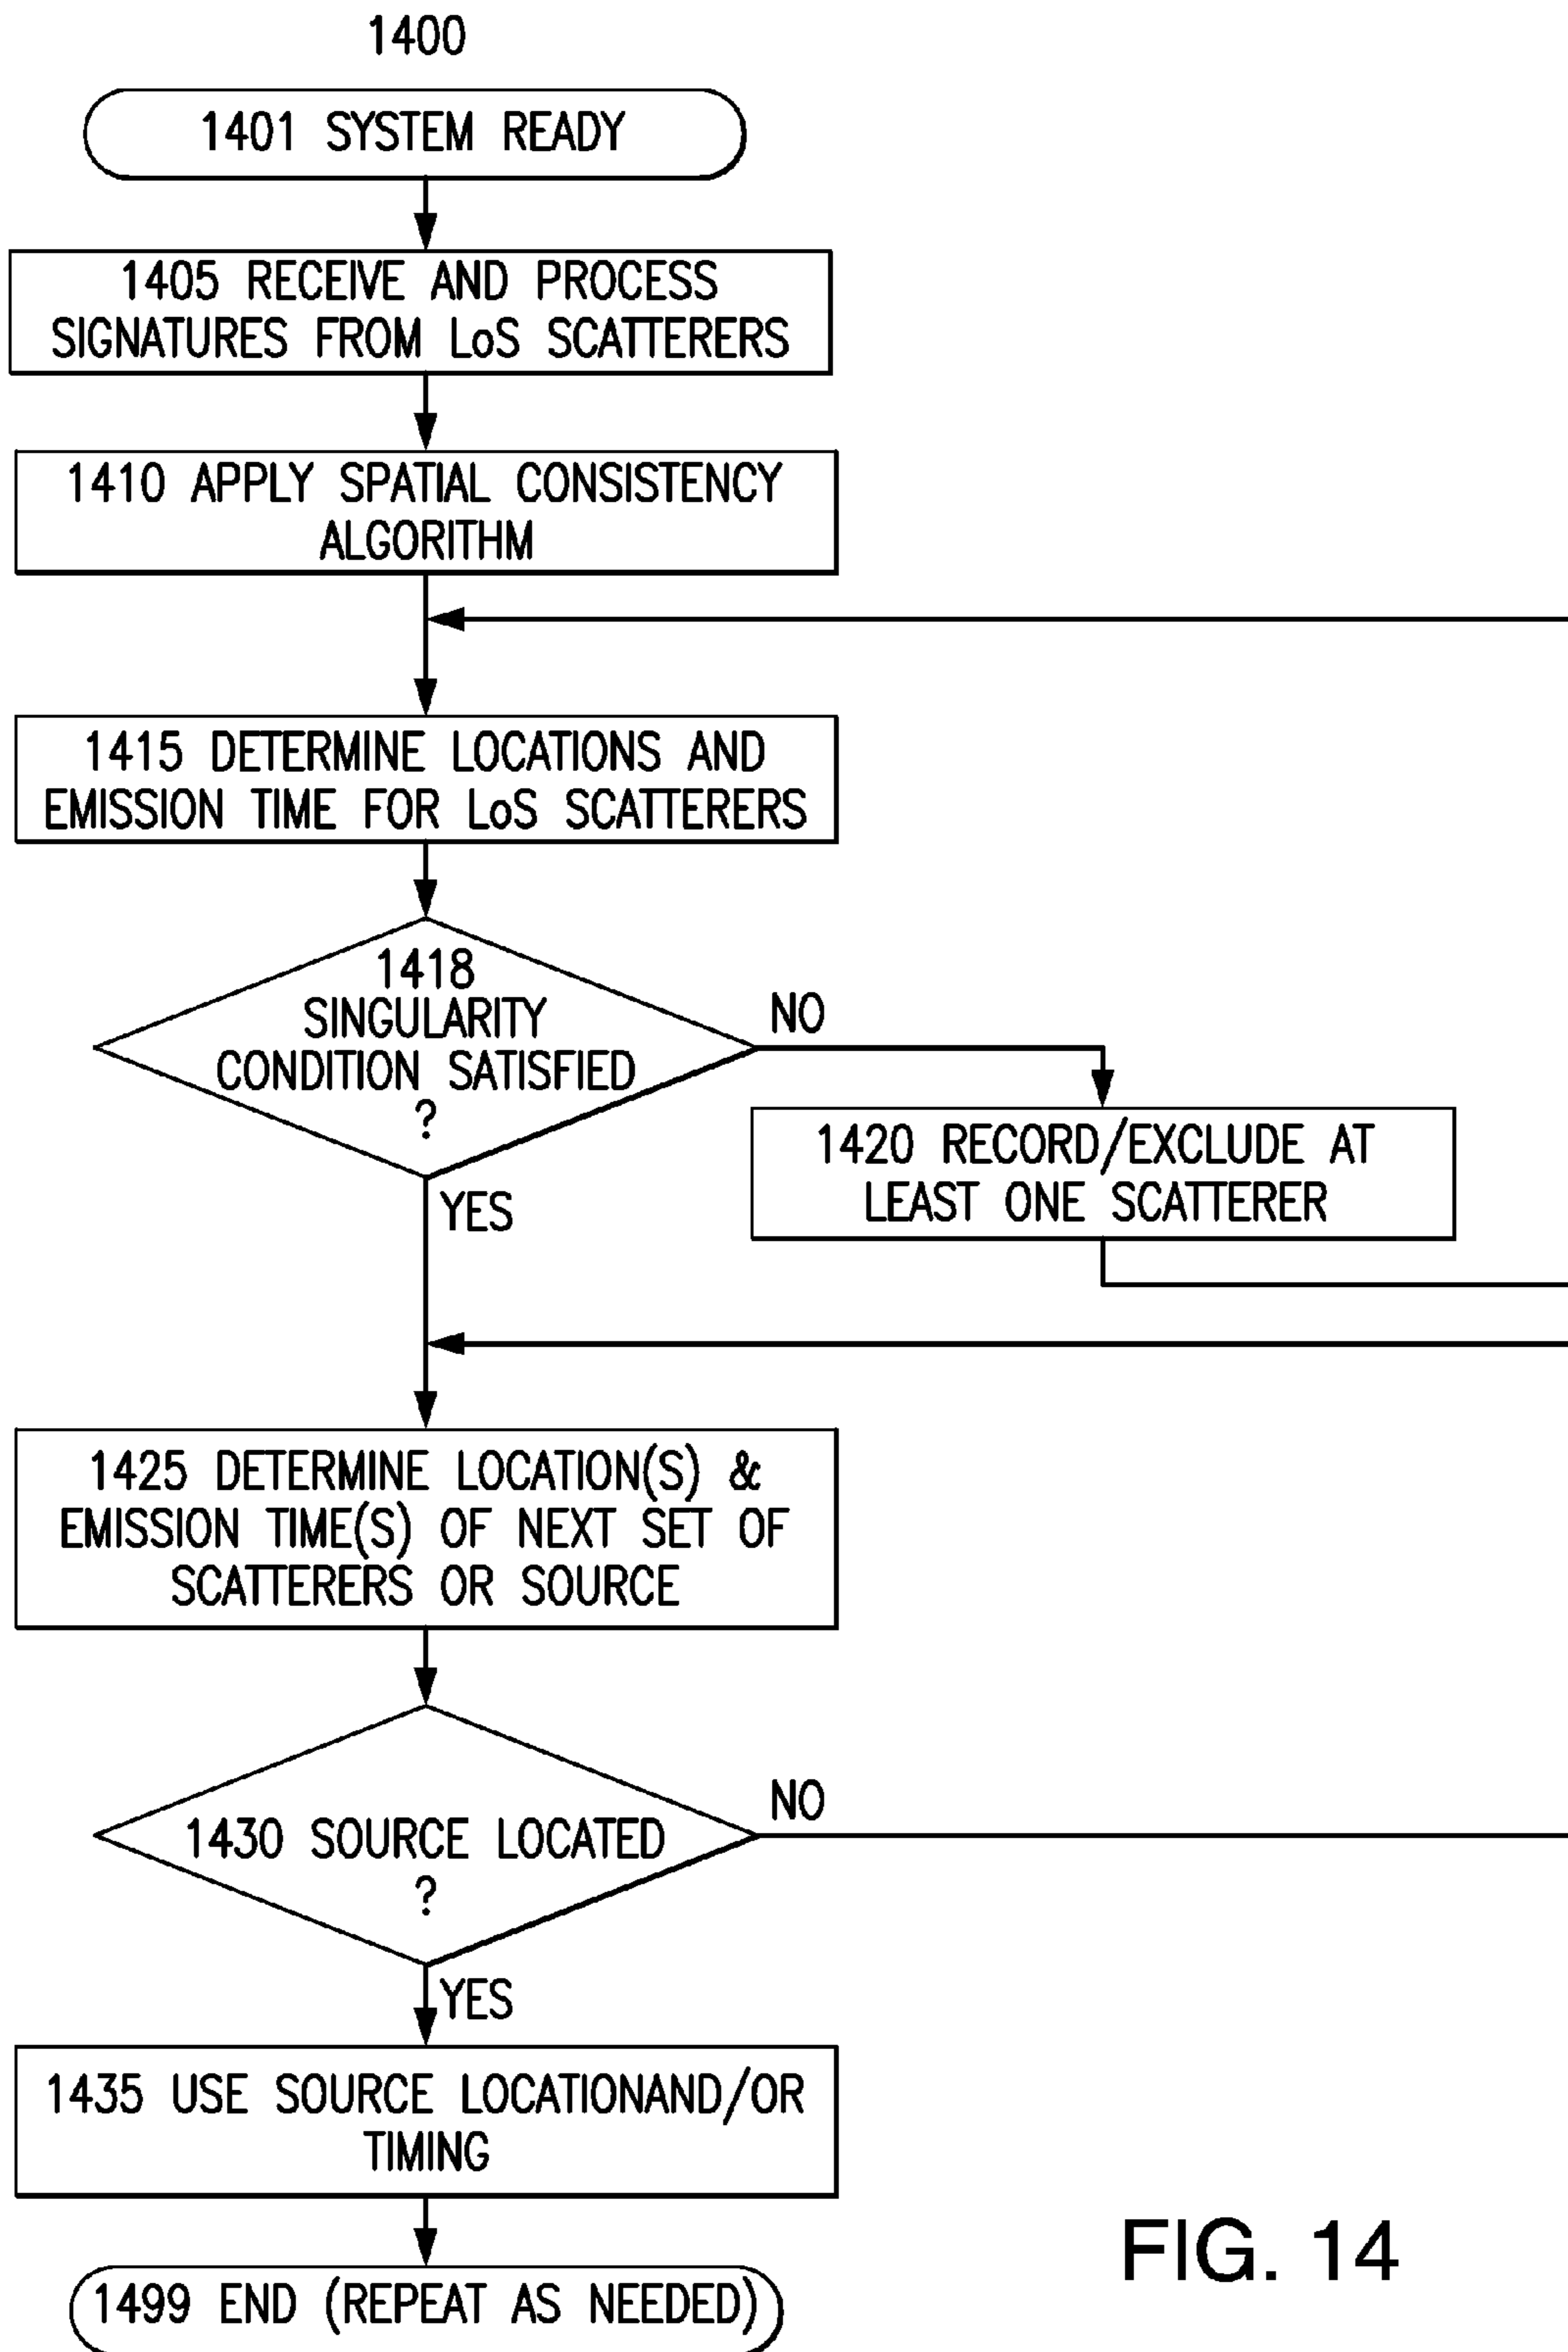 1400
1401 SYSTEM READY
1405 RECEIVE AND PROCESS
SIGNATURES FROM LoS SCATTERERS
1410 APPLY SPATIAL CONSISTENCY
ALGORITHM
1415 DETERMINE LOCATIONS AND
EMISSION TIME FOR LoS SCATTERERS
1418
SINGULARITY
CONDITION SATISFIED
?
NO
YES
1420 RECORD/EXCLUDE AT
LEAST ONE SCATTERER
1425 DETERMINE LOCATION(S) &
EMISSION TIME(S) OF NEXT SET OF
SCATTERERS OR SOURCE
1430 SOURCE LOCATED
?
NO
YES
1435 USE SOURCE LOCATIONAND/OR
TIMING
1499 END (REPEAT AS NEEDED)
FIG. 14